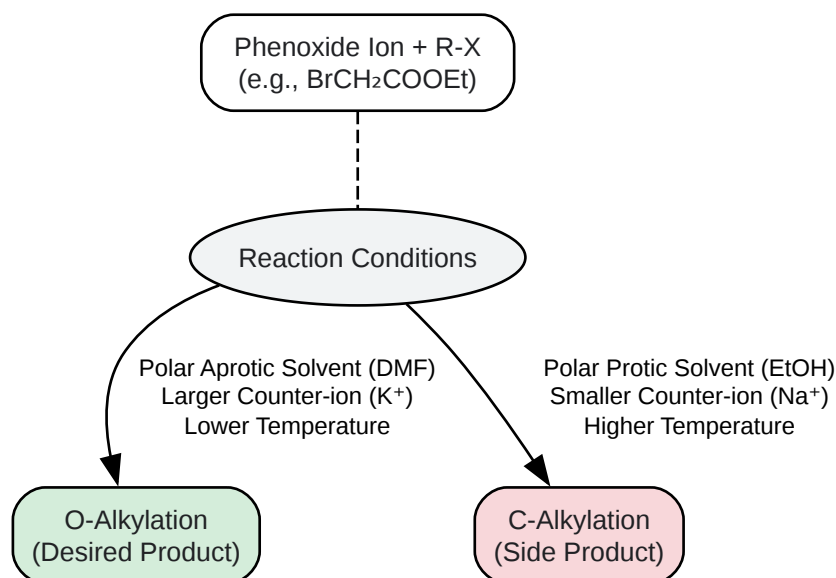 Phenoxide Ion + R-X
(e.g., BrCH₂COOEt)
Reaction Conditions
Polar Aprotic Solvent (DMF)
Larger Counter-ion (K⁺)
Lower Temperature
Polar Protic Solvent (EtOH)
Smaller Counter-ion (Na⁺)
Higher Temperature
O-Alkylation
(Desired Product)
C-Alkylation
(Side Product)